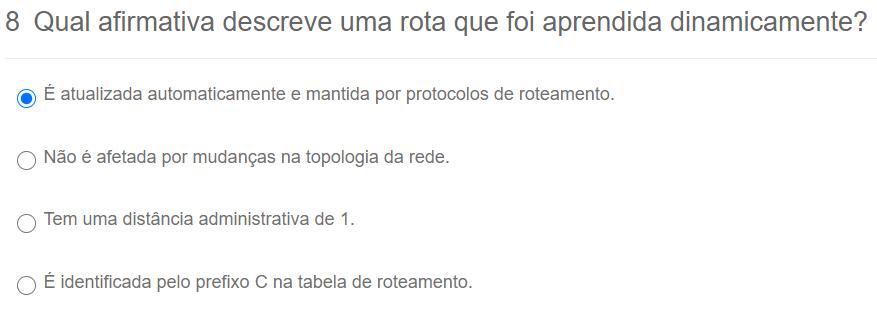 8 Qual afirmativa descreve uma rota que foi aprendida dinamicamente?
É atualizada automaticamente e mantida por protocolos de roteamento.
Não é afetada por mudanças na topologia da rede.
Tem uma distância administrativa de 1.
É identificada pelo prefixo C na tabela de roteamento.